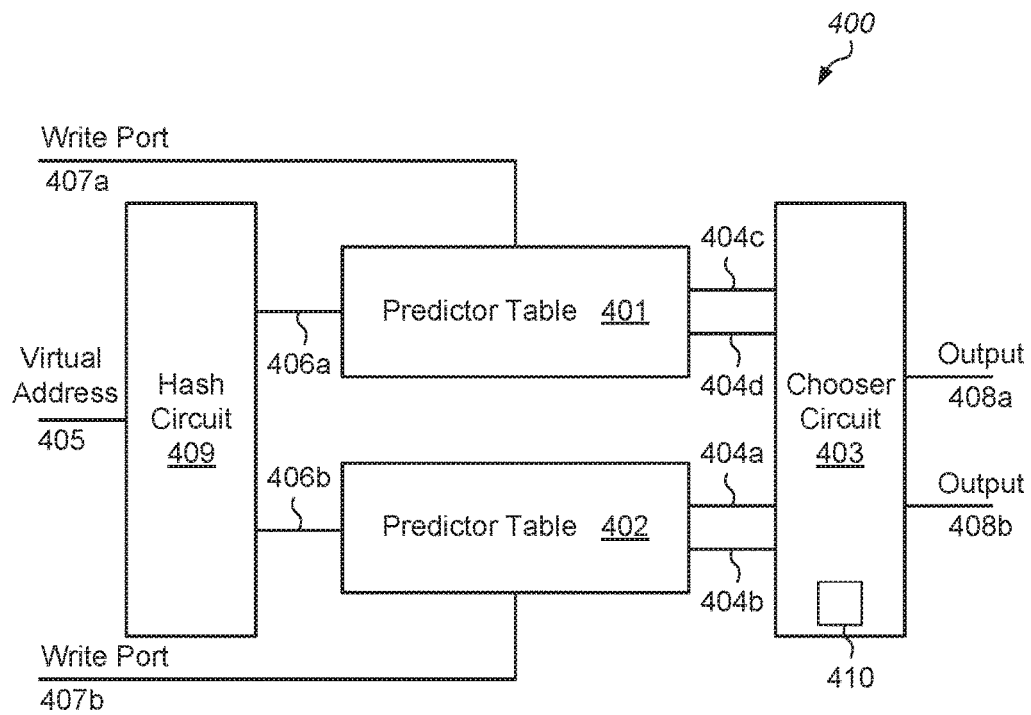 400
Write Port
407a
404c
Predictor Table 401
406a
404d
Virtual
Address
405
Hash
Circuit
409
Chooser
Circuit
403
Output
408a
406b
404a
Predictor Table 402
Output
408b
404b
Write Port
407b
410